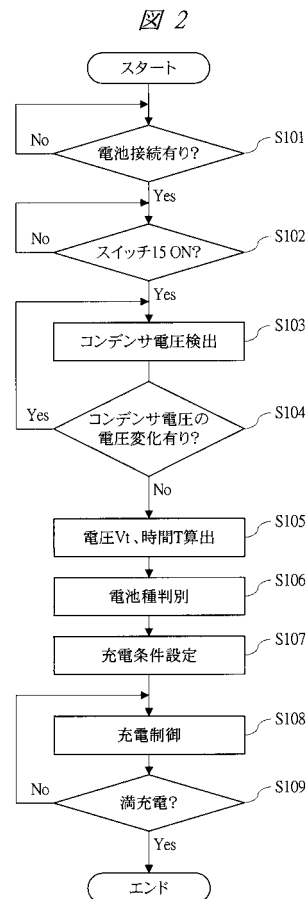 図 2
スタート
電池接続有り?
S101
No
Yes
スイッチ15 ON?
S102
No
Yes
コンデンサ電圧検出
S103
コンデンサ電圧の
電圧変化有り?
S104
Yes
No
電圧Vt、時間T算出
S105
電池種判別
S106
充電条件設定
S107
充電制御
S108
満充電?
S109
No
Yes
エンド